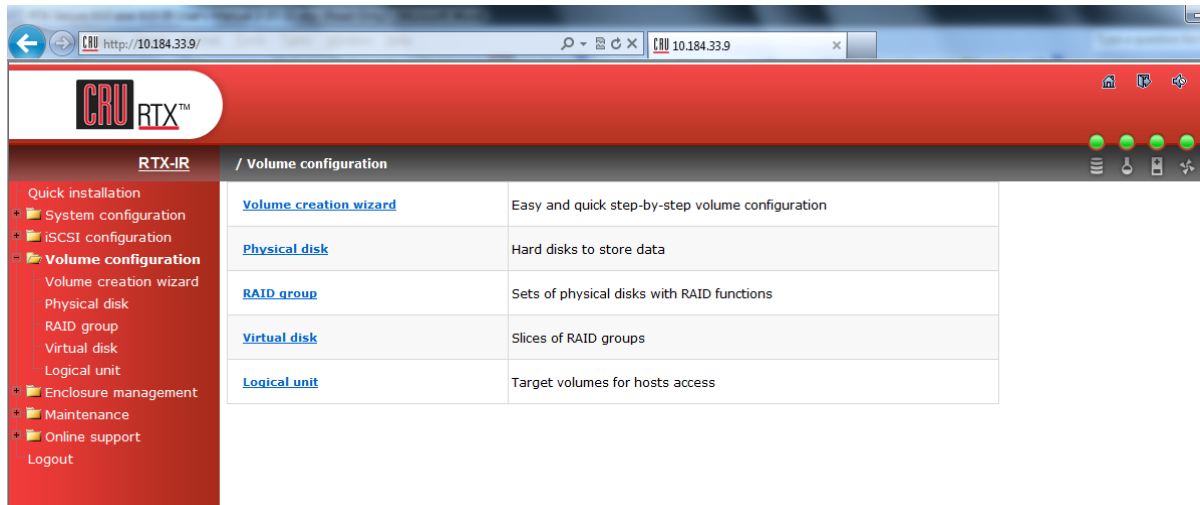 http://10.184.33.9/
CRU 10.184.33.9
CRU RTX™
RTX-IR
/ Volume configuration
Quick installation
System configuration
iSCSI configuration
Volume configuration
Volume creation wizard
Physical disk
RAID group
Virtual disk
Logical unit
Enclosure management
Maintenance
Online support
Logout
Volume creation wizard Easy and quick step-by-step volume configuration
Physical disk Hard disks to store data
RAID group Sets of physical disks with RAID functions
Virtual disk Slices of RAID groups
Logical unit Target volumes for hosts access